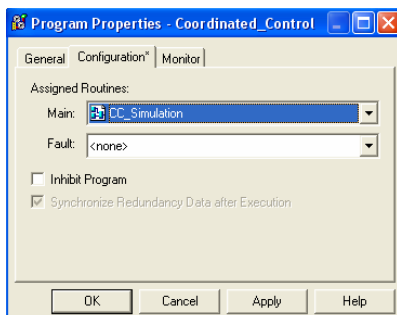 Program Properties - Coordinated_Control
General Configuration* Monitor
Assigned Routines:
Main: CC_Simulation
Fault: <none>
Inhibit Program
Synchronize Redundancy Data after Execution
OK Cancel Apply Help